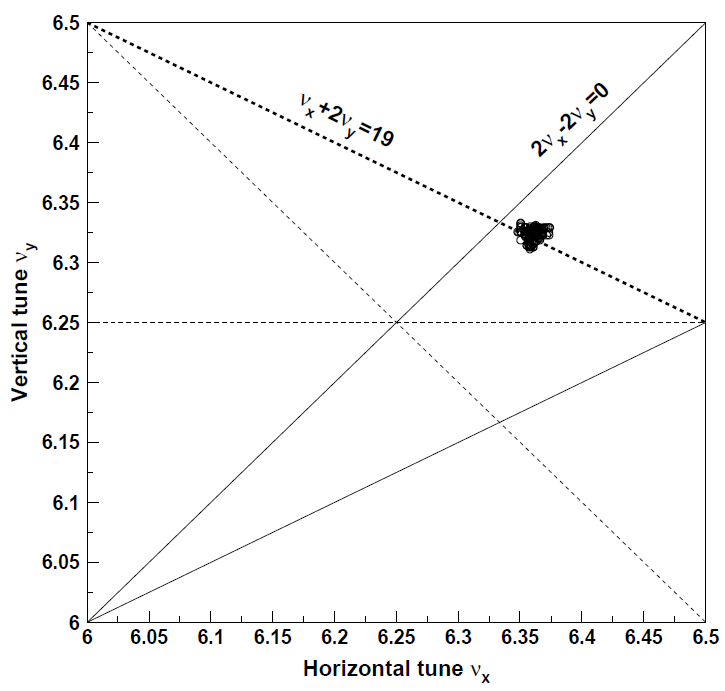 6.5
6.45
6.4
6.35
6.3
6.25
6.2
6.15
6.1
6.05
6
Vertical tune νy
νx+2νy=19
2νx-2νy=0
6 6.05 6.1 6.15 6.2 6.25 6.3 6.35 6.4 6.45 6.5
Horizontal tune νx